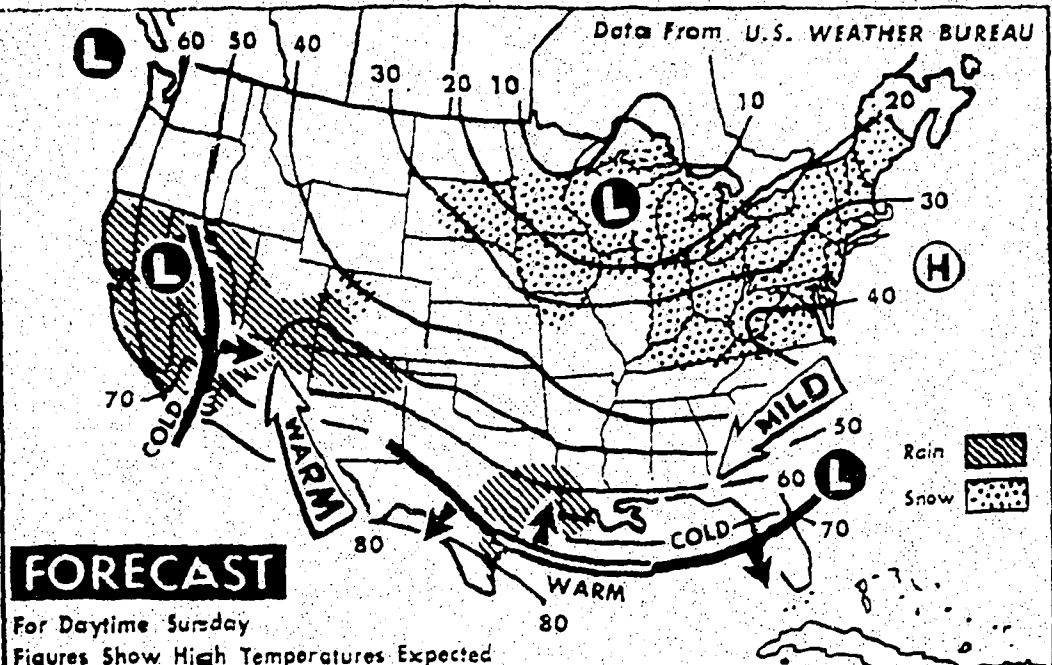 Data From U.S. WEATHER BUREAU
L 60 50 40 30 20 10 10 20
30
L
L
H
40
70
COLD
WARM
MILD
50
Rain
60
L
Snow
COLD
70
80
WARM
80
FORECAST
For Daytime Sunday
Figures Show High Temperatures Expected